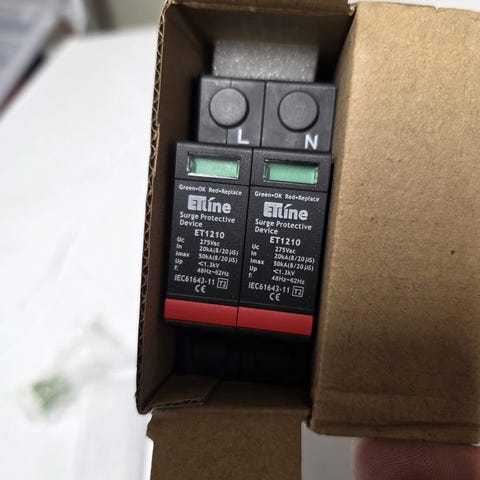 L N
Green=OK Red=Replace
ETLine
Surge Protective
Device
ET1210
Uc 275Vac
In 20kA(8/20μS)
Imax 50kA(8/20μS)
Up <1.3kV
f: 48Hz~62Hz
IEC61643-11 T2
CE
Green=OK Red=Replace
ETLine
Surge Protective
Device
ET1210
Uc 275Vac
In 20kA(8/20μS)
Imax 50kA(8/20μS)
Up <1.3kV
f: 48Hz~62Hz
IEC61643-11 T2
CE